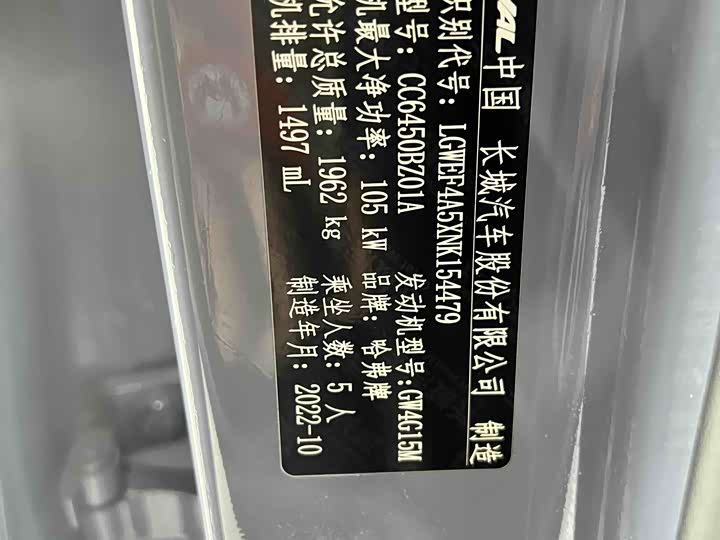 VAL 中国 长城汽车股份有限公司 制造
识别代号: LGWEF4A5XNK154479
型号: CC6450BZ01A 发动机型号: GW4G15M
机最大净功率: 105 kW 品牌: 哈弗牌
允许总质量: 1962 kg 乘坐人数: 5 人
机排量: 1497 mL 制造年月: 2022-10